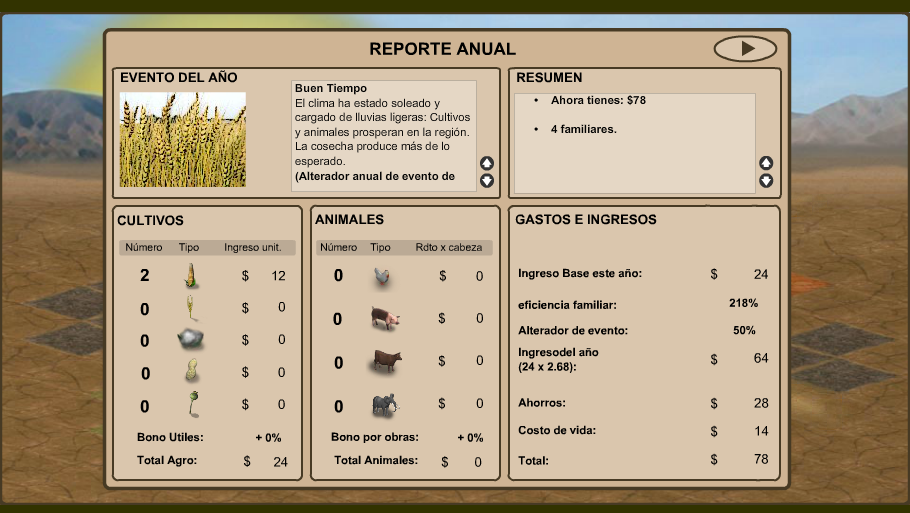 REPORTE ANUAL
EVENTO DEL AÑO
Buen Tiempo
El clima ha estado soleado y
cargado de lluvias ligeras: Cultivos
y animales prosperan en la región.
La cosecha produce más de lo
esperado.
(Alterador anual de evento de
RESUMEN
• Ahora tienes: $78
• 4 familiares.
CULTIVOS
Número Tipo Ingreso unit.
2 $ 12
0 $ 0
0 $ 0
0 $ 0
0 $ 0
Bono Utiles: + 0%
Total Agro: $ 24
ANIMALES
Número Tipo Rdto x cabeza
0 $ 0
0 $ 0
0 $ 0
0 $ 0
Bono por obras: + 0%
Total Animales: $ 0
GASTOS E INGRESOS
Ingreso Base este año: $ 24
eficiencia familiar: 218%
Alterador de evento: 50%
Ingresodel año
(24 x 2.68): $ 64
Ahorros: $ 28
Costo de vida: $ 14
Total: $ 78